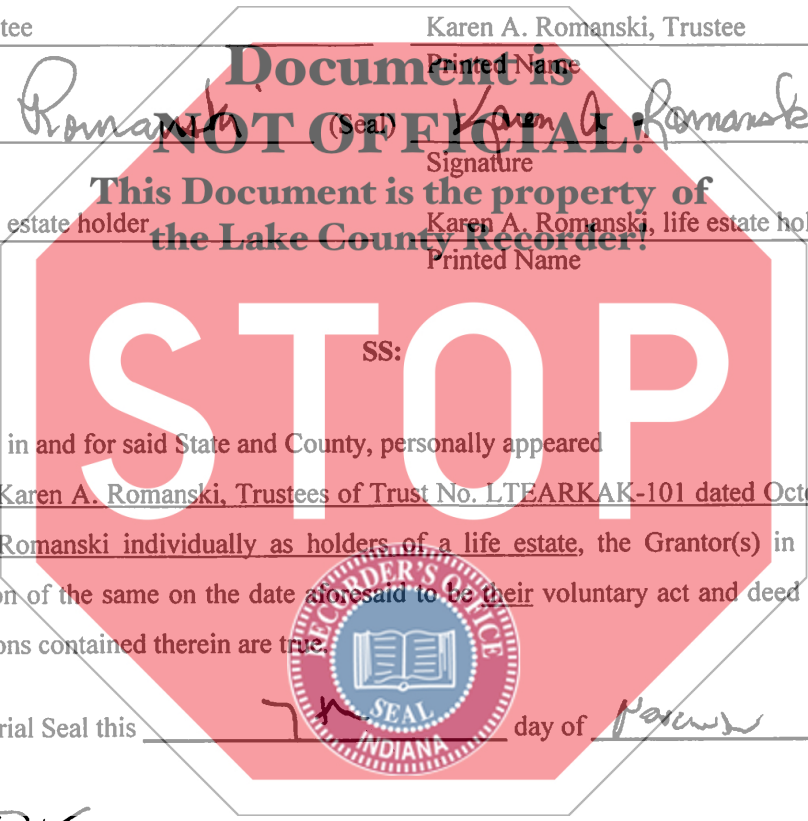 tee Karen A. Romanski, Trustee
Document is
Printed Name
NOT OFFICIAL!
Romanski (Seal) Karen A Romansk
Signature
This Document is the property of
estate holder Karen A. Romanski, life estate hol
the Lake County Recorder!
Printed Name
STOP
SS:
in and for said State and County, personally appeared
Karen A. Romanski, Trustees of Trust No. LTEARKAK-101 dated Octo
Romanski individually as holders of a life estate, the Grantor(s) in
on of the same on the date aforesaid to be their voluntary act and deed
ons contained therein are true.
RECORDER'S OFFICE
SEAL
INDIANA
rial Seal this 7th day of